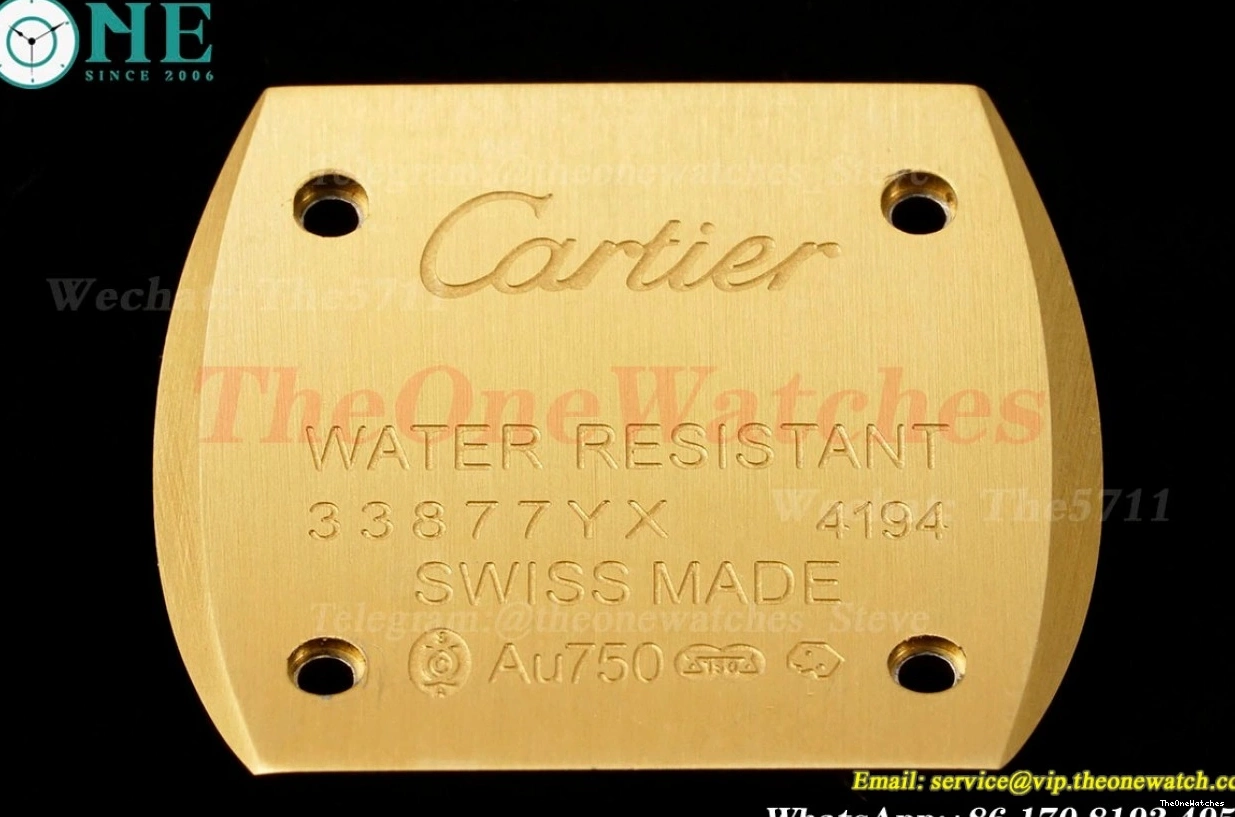 ONE
SINCE 2006
Telegram:@theonewatches_Steve
Cartier
Wechat: The5711
TheOneWatches
WATER RESISTANT
33877YX 4194
Wechat: The5711
SWISS MADE
Telegram:@theonewatches_Steve
Au750
Email: service@vip.theonewatch.co
TheOneWatches